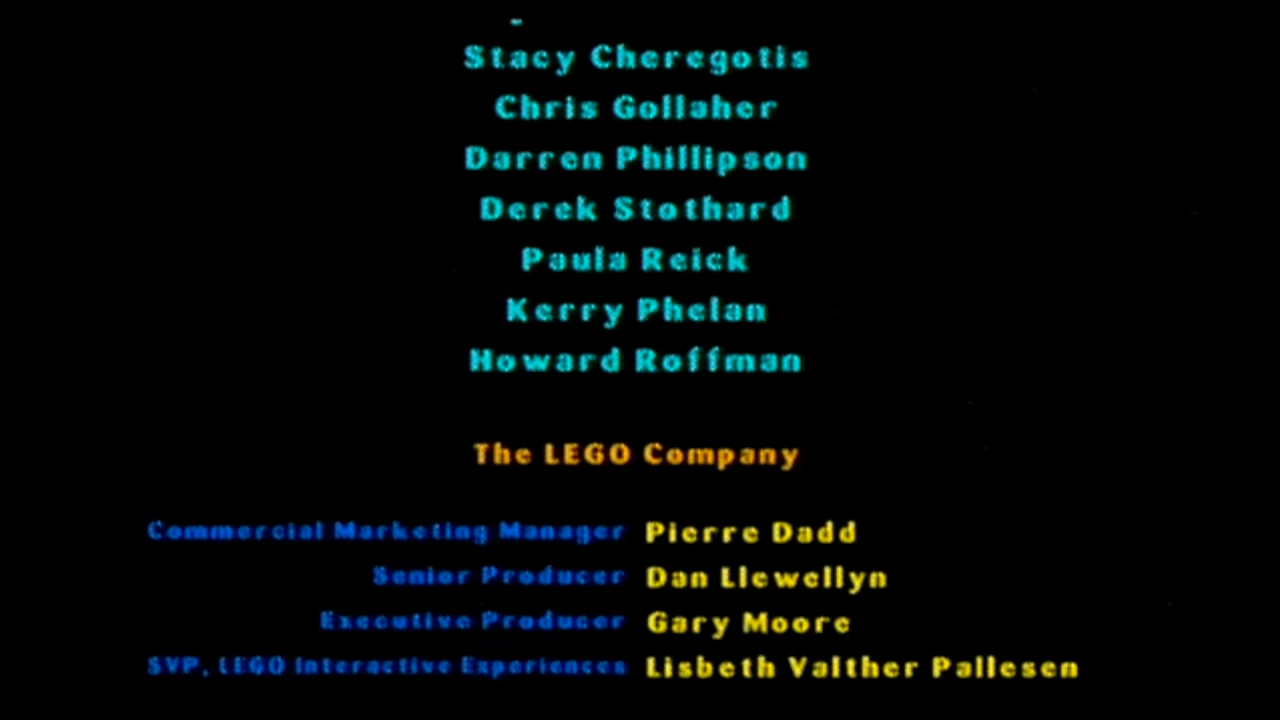 Stacy Cheregotis
Chris Gollaher
Darren Phillipson
Derek Stothard
Paula Reick
Kerry Phelan
Howard Roffman
The LEGO Company
Commercial Marketing Manager Pierre Dadd
Senior Producer Dan Llewellyn
Executive Producer Gary Moore
SVP, LEGO Interactive Experiences Lisbeth Valther Pallesen